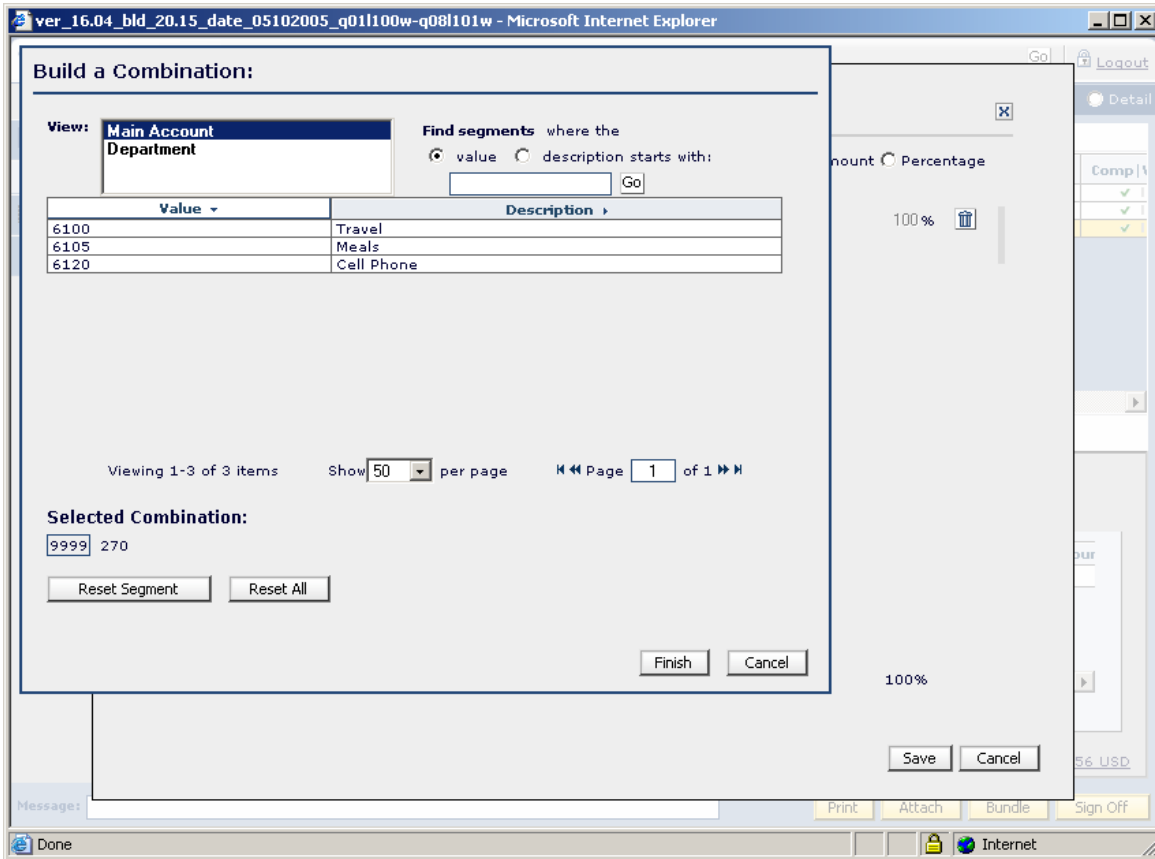 ver_16.04_bld_20.15_date_05102005_q01l100w-q08l101w - Microsoft Internet Explorer
Go Logout
Build a Combination:
Detail
View: Main Account
Department
Find segments where the
value description starts with:
Go
Amount Percentage
Comp
Value Description
6100 Travel
6105 Meals
6120 Cell Phone
100 %
Viewing 1-3 of 3 items Show 50 per page Page 1 of 1
Selected Combination:
9999 270
Reset Segment Reset All
Finish Cancel
100%
Save Cancel
56 USD
Message: Print Attach Bundle Sign Off
Done Internet